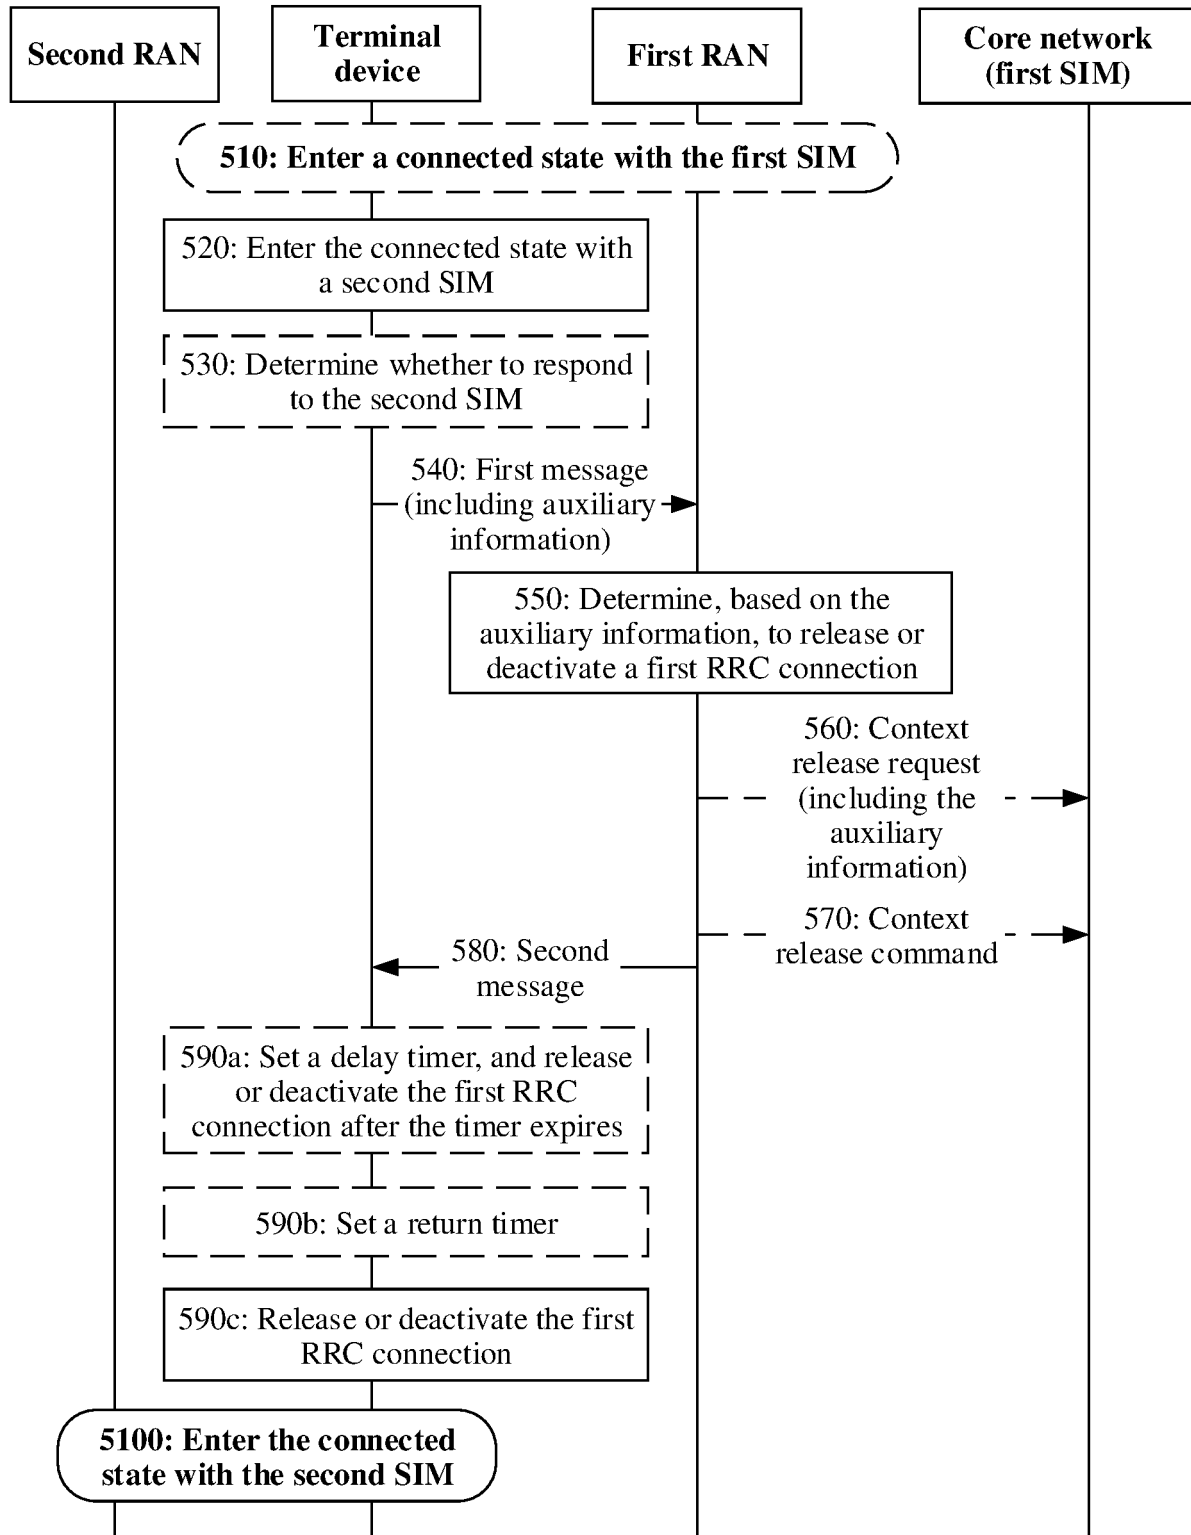 Second RAN
Terminal
device
First RAN
Core network
(first SIM)
510: Enter a connected state with the first SIM
520: Enter the connected state with
a second SIM
530: Determine whether to respond
to the second SIM
540: First message
(including auxiliary
information)
550: Determine, based on the
auxiliary information, to release or
deactivate a first RRC connection
560: Context
release request
(including the
auxiliary
information)
570: Context
release command
580: Second
message
590a: Set a delay timer, and release
or deactivate the first RRC
connection after the timer expires
590b: Set a return timer
590c: Release or deactivate the first
RRC connection
5100: Enter the connected
state with the second SIM